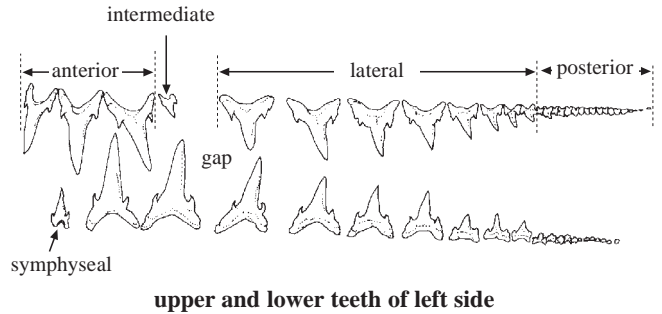 intermediate
anterior
lateral
posterior
gap
symphyseal
upper and lower teeth of left side